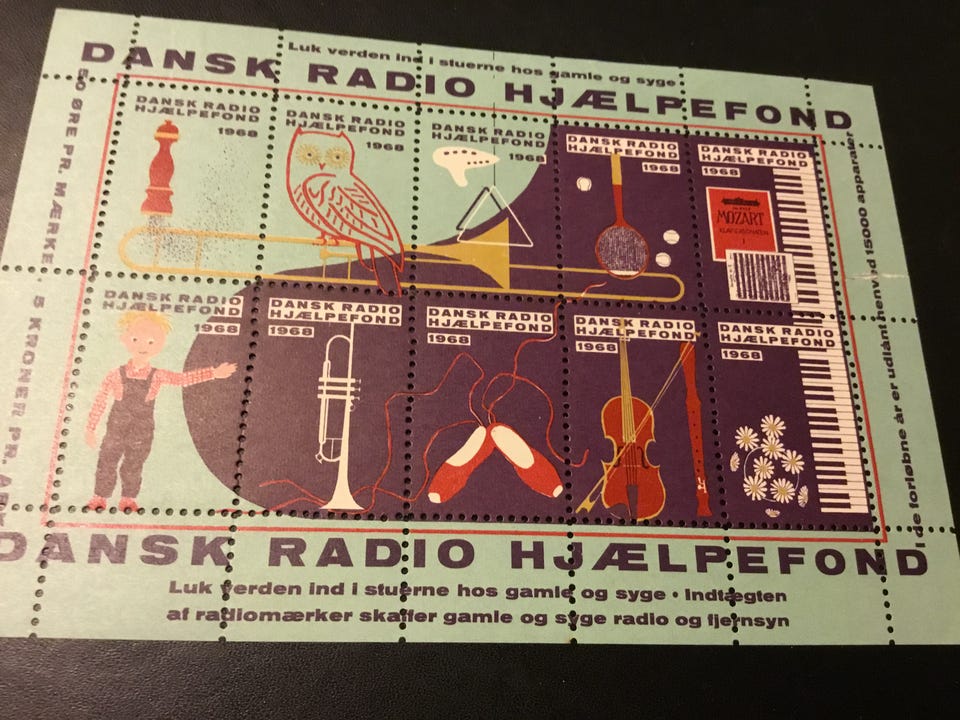 Luk verden ind i stuerne hos gamle og syge
DANSK RADIO HJÆLPEFOND
50 ØRE PR. MÆRKE · 5 KRONER PR. ARK
I de forløbne år er udlånt henved 15000 apparater
DANSK RADIO
HJÆLPEFOND
1968
DANSK RADIO
HJÆLPEFOND
1968
DANSK RADIO
HJÆLPEFOND
1968
DANSK RADIO
HJÆLPEFOND
1968
DANSK RADIO
HJÆLPEFOND
1968
MOZART
DANSK RADIO
HJÆLPEFOND
1968
DANSK RADIO
HJÆLPEFOND
1968
DANSK RADIO
HJÆLPEFOND
1968
DANSK RADIO
HJÆLPEFOND
1968
DANSK RADIO
HJÆLPEFOND
1968
DANSK RADIO HJÆLPEFOND
Luk verden ind i stuerne hos gamle og syge · Indtægten
af radiomærker skaffer gamle og syge radio og fjernsyn